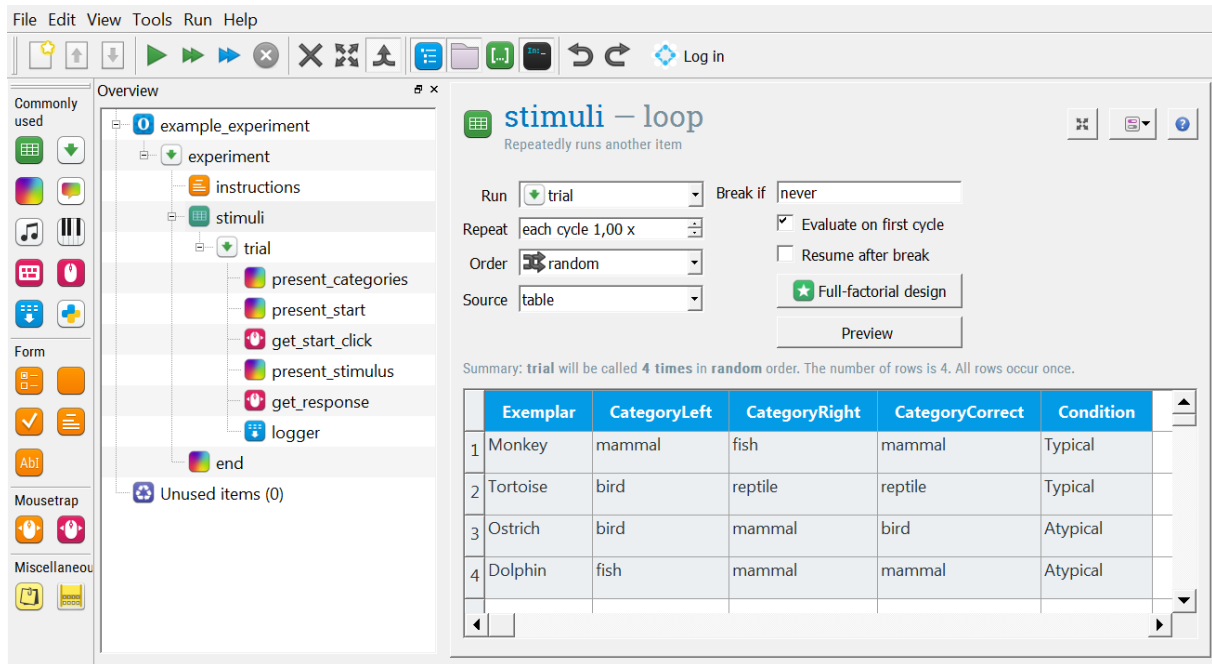 File Edit View Tools Run Help
Log in
Commonly
used
Form
AbI
Mousetrap
Miscellaneou
Overview
example_experiment
experiment
instructions
stimuli
trial
present_categories
present_start
get_start_click
present_stimulus
get_response
logger
end
Unused items (0)
stimuli – loop
Repeatedly runs another item
Run trial
Break if never
Repeat each cycle 1,00 x
Evaluate on first cycle
Order random
Resume after break
Source table
Full-factorial design
Preview
Summary: trial will be called 4 times in random order. The number of rows is 4. All rows occur once.
Exemplar CategoryLeft CategoryRight CategoryCorrect Condition
1 Monkey mammal fish mammal Typical
2 Tortoise bird reptile reptile Typical
3 Ostrich bird mammal bird Atypical
4 Dolphin fish mammal mammal Atypical